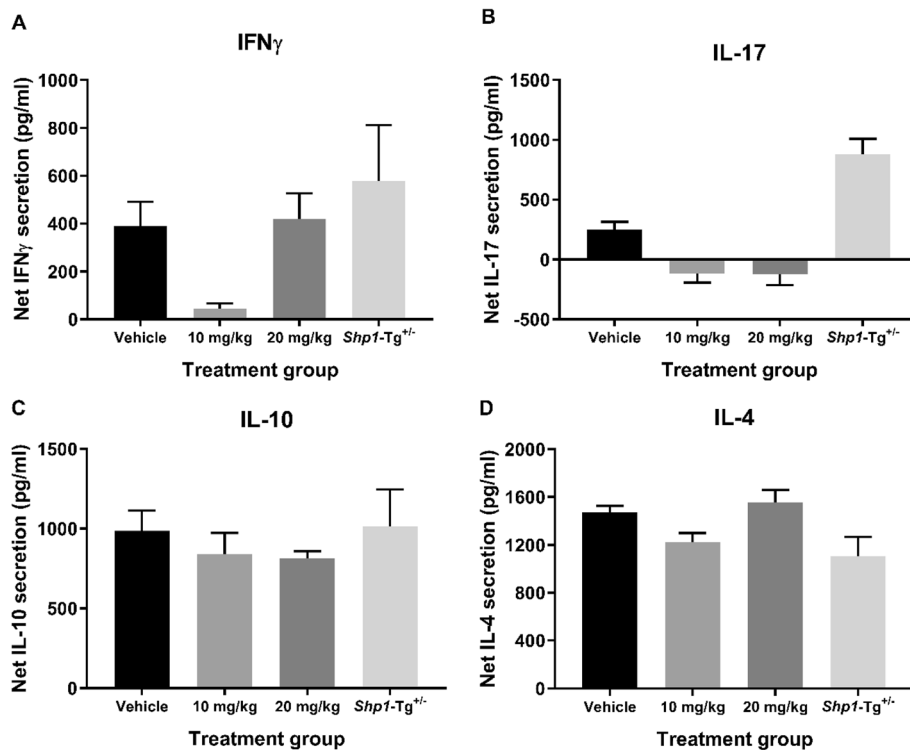 A
IFNγ
Net IFNγ secretion (pg/ml)
1000
800
600
400
200
0
Vehicle 10 mg/kg 20 mg/kg Shp1-Tg+/-
Treatment group
B
IL-17
Net IL-17 secretion (pg/ml)
1500
1000
500
0
-500
Vehicle 10 mg/kg 20 mg/kg Shp1-Tg+/-
Treatment group
C
IL-10
Net IL-10 secretion (pg/ml)
1500
1000
500
0
Vehicle 10 mg/kg 20 mg/kg Shp1-Tg+/-
Treatment group
D
IL-4
Net IL-4 secretion (pg/ml)
2000
1600
1200
800
400
0
Vehicle 10 mg/kg 20 mg/kg Shp1-Tg+/-
Treatment group